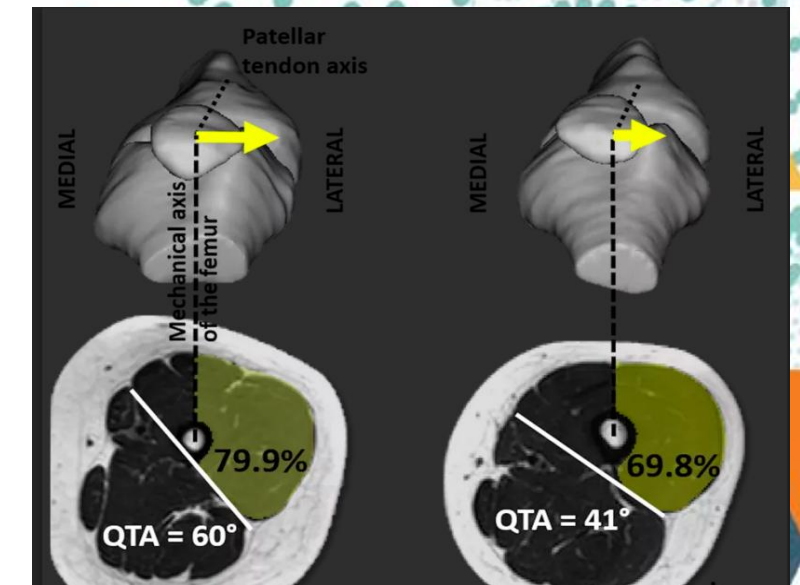 Patellar
tendon axis
MEDIAL
LATERAL
Mechanical axis
of the femur
MEDIAL
LATERAL
79.9%
QTA = 60°
69.8%
QTA = 41°